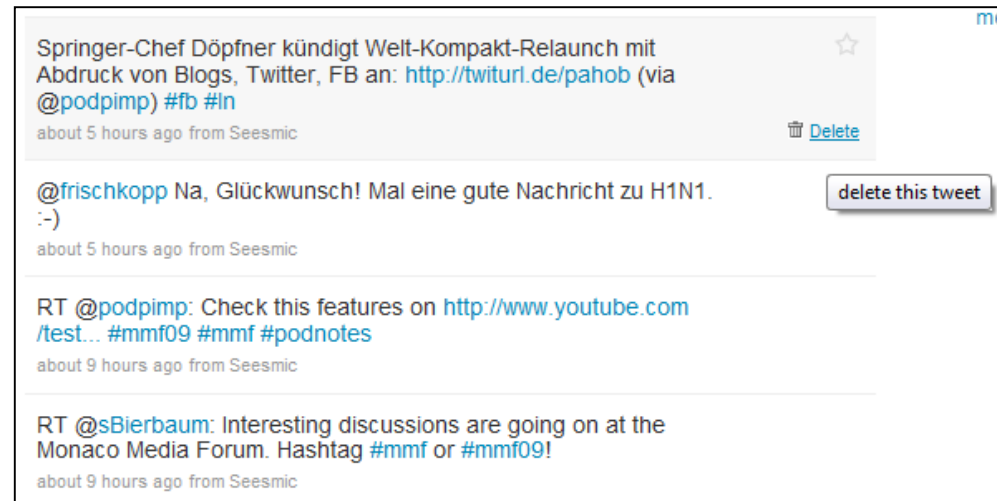 me
Springer-Chef Döpfner kündigt Welt-Kompakt-Relaunch mit
Abdruck von Blogs, Twitter, FB an: http://twiturl.de/pahob (via
@podpimp) #fb #ln
about 5 hours ago from Seesmic
Delete
@frischkopp Na, Glückwunsch! Mal eine gute Nachricht zu H1N1.
:-)
delete this tweet
about 5 hours ago from Seesmic
RT @podpimp: Check this features on http://www.youtube.com
/test... #mmf09 #mmf #podnotes
about 9 hours ago from Seesmic
RT @sBierbaum: Interesting discussions are going on at the
Monaco Media Forum. Hashtag #mmf or #mmf09!
about 9 hours ago from Seesmic